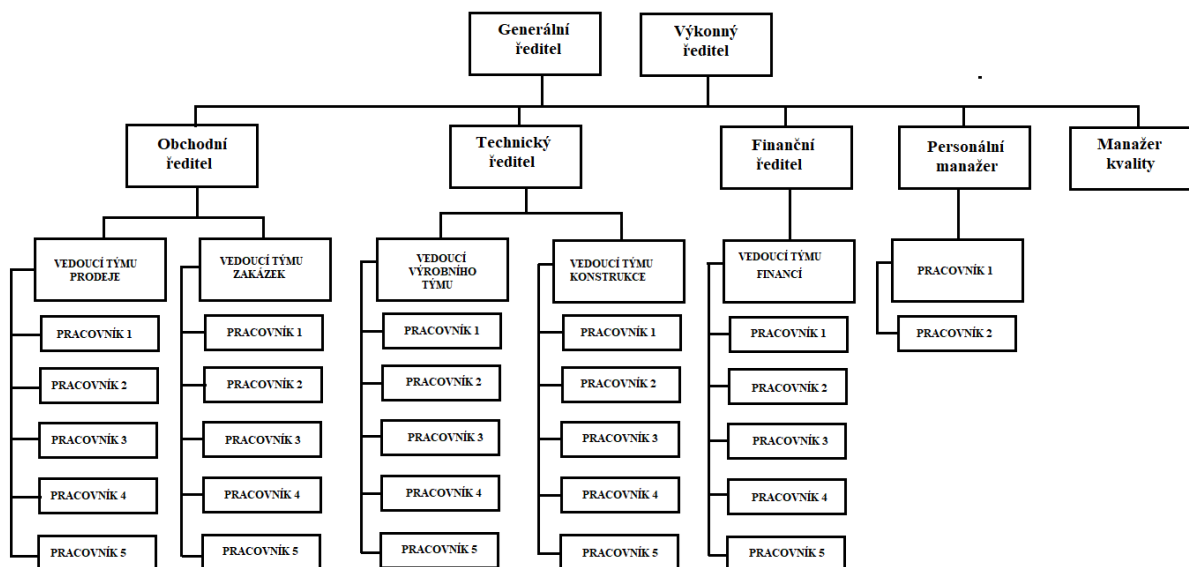 Generální
ředitel
Výkonný
ředitel
Obchodní
ředitel
Technický
ředitel
Finanční
ředitel
Personální
manažer
Manažer
kvality
VEDOUCÍ TÝMU
PRODEJE
VEDOUCÍ TÝMU
ZAKÁZEK
VEDOUCÍ
VÝROBNÍHO
TÝMU
VEDOUCÍ TÝMU
KONSTRUKCE
VEDOUCÍ TÝMU
FINANCÍ
PRACOVNÍK 1
PRACOVNÍK 1
PRACOVNÍK 1
PRACOVNÍK 1
PRACOVNÍK 1
PRACOVNÍK 1
PRACOVNÍK 2
PRACOVNÍK 2
PRACOVNÍK 2
PRACOVNÍK 2
PRACOVNÍK 2
PRACOVNÍK 2
PRACOVNÍK 3
PRACOVNÍK 3
PRACOVNÍK 3
PRACOVNÍK 3
PRACOVNÍK 3
PRACOVNÍK 4
PRACOVNÍK 4
PRACOVNÍK 4
PRACOVNÍK 4
PRACOVNÍK 4
PRACOVNÍK 5
PRACOVNÍK 5
PRACOVNÍK 5
PRACOVNÍK 5
PRACOVNÍK 5